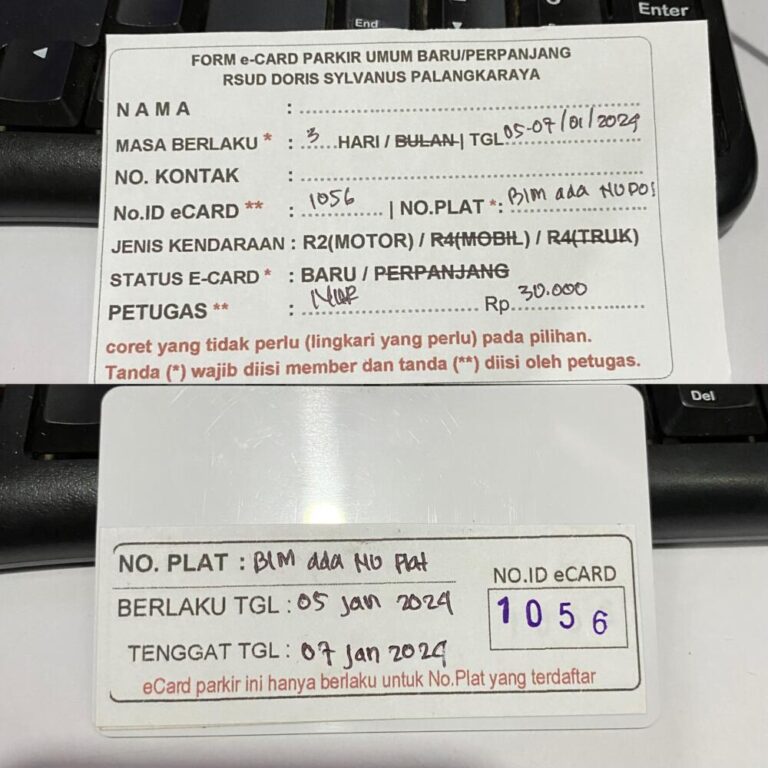 End
Enter
FORM e-CARD PARKIR UMUM BARU/PERPANJANG
RSUD DORIS SYLVANUS PALANGKARAYA
NAMA :
MASA BERLAKU * : 3 HARI / BULAN | TGL 05-07/01/2024
NO. KONTAK :
No.ID eCARD ** : 1056 | NO.PLAT *: Blm ada
JENIS KENDARAAN : R2(MOTOR) / R4(MOBIL) / R4(TRUK)
STATUS E-CARD * : BARU / PERPANJANG
PETUGAS ** : Rp. 30.000
coret yang tidak perlu (lingkari yang perlu) pada pilihan.
Tanda (*) wajib diisi member dan tanda (**) diisi oleh petugas.
Del
NO. PLAT : Blm ada No Plat
BERLAKU TGL : 05 Jan 2024
TENGGAT TGL : 07 Jan 2024
NO.ID eCARD
1056
eCard parkir ini hanya berlaku untuk No.Plat yang terdaftar